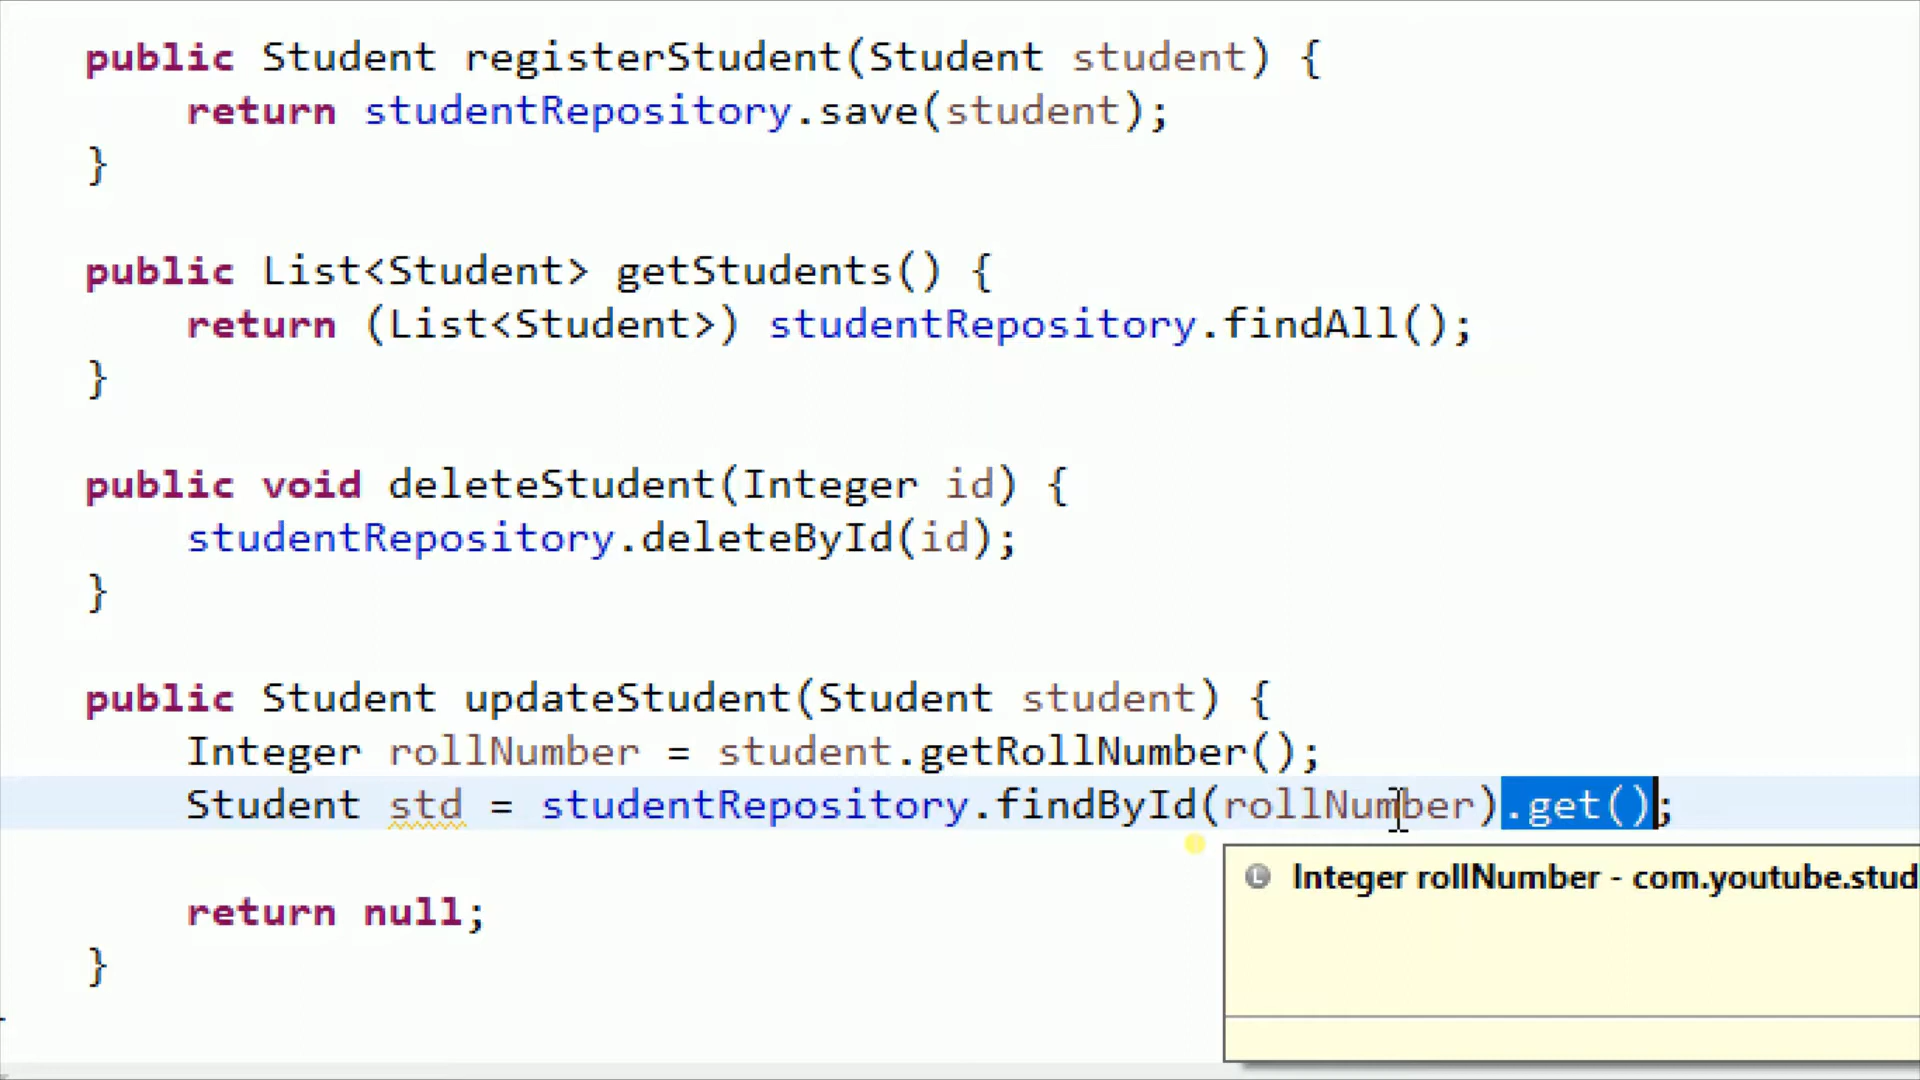 public Student registerStudent(Student student) {
return studentRepository.save(student);
}
public List<Student> getStudents() {
return (List<Student>) studentRepository.findAll();
}
public void deleteStudent(Integer id) {
studentRepository.deleteById(id);
}
public Student updateStudent(Student student) {
Integer rollNumber = student.getRollNumber();
Student std = studentRepository.findById(rollNumber).get();
L Integer rollNumber - com.youtube.stud
return null;
}